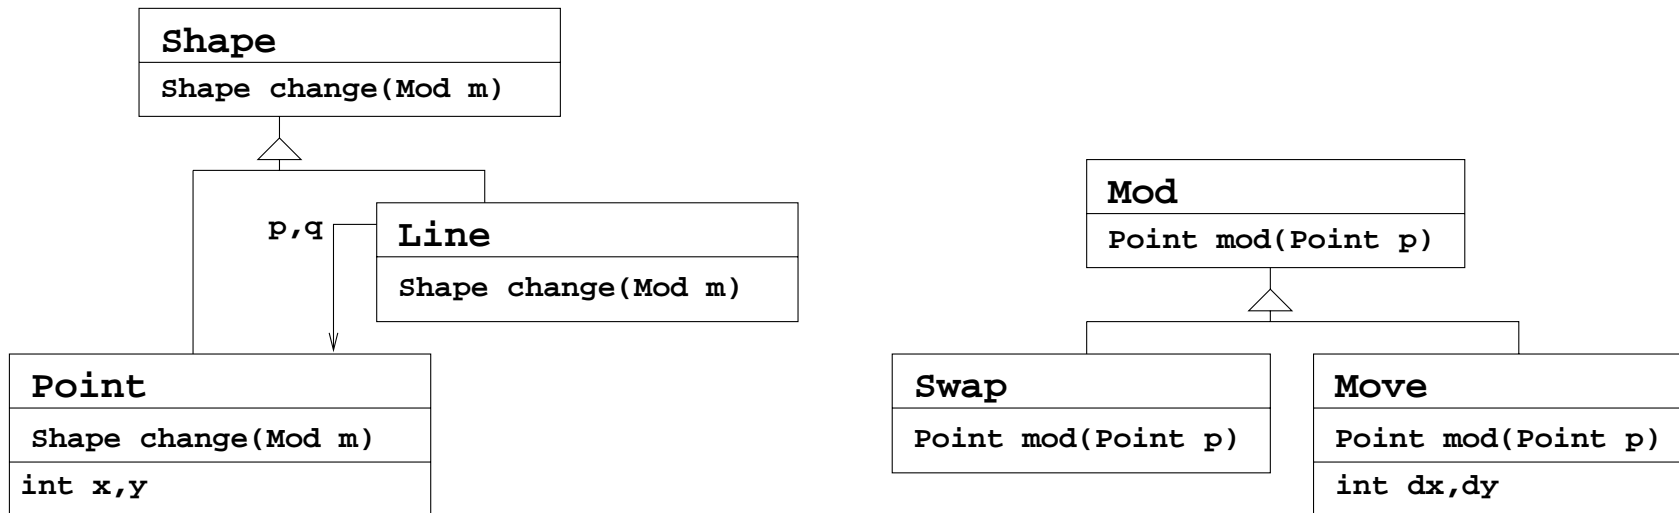 Shape
Shape change(Mod m)
p,q
Line
Shape change(Mod m)
Point
Shape change(Mod m)
int x,y
Mod
Point mod(Point p)
Swap
Point mod(Point p)
Move
Point mod(Point p)
int dx,dy